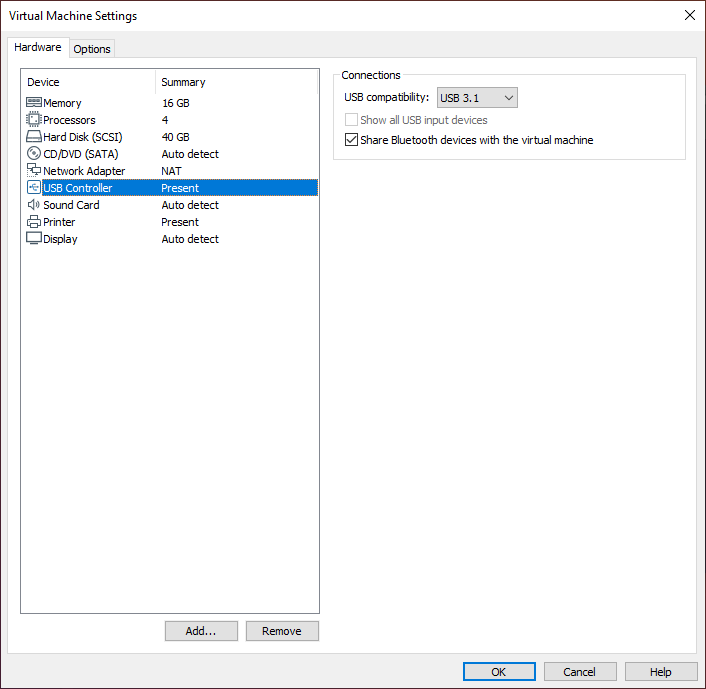 Virtual Machine Settings
Hardware Options
Device Summary
Memory 16 GB
Processors 4
Hard Disk (SCSI) 40 GB
CD/DVD (SATA) Auto detect
Network Adapter NAT
USB Controller Present
Sound Card Auto detect
Printer Present
Display Auto detect
Add... Remove
Connections
USB compatibility: USB 3.1
Show all USB input devices
Share Bluetooth devices with the virtual machine
OK Cancel Help